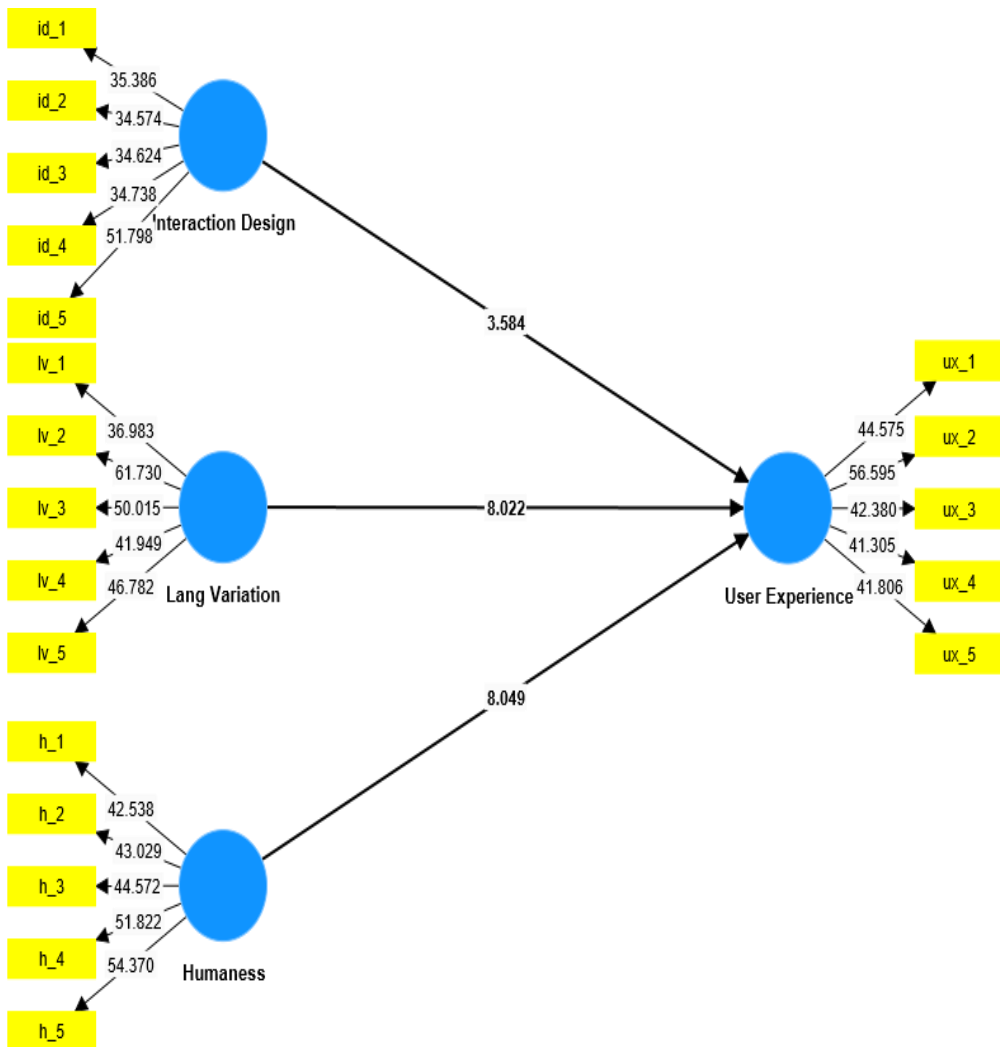 id_1
35.386
id_2
34.574
id_3
34.624
id_4
34.738
51.798
id_5
Interaction Design
3.584
lv_1
36.983
lv_2
61.730
lv_3
50.015
lv_4
41.949
46.782
lv_5
Lang Variation
8.022
h_1
42.538
h_2
43.029
h_3
44.572
h_4
51.822
54.370
h_5
Humaness
8.049
User Experience
ux_1
44.575
ux_2
56.595
ux_3
42.380
41.305
ux_4
41.806
ux_5